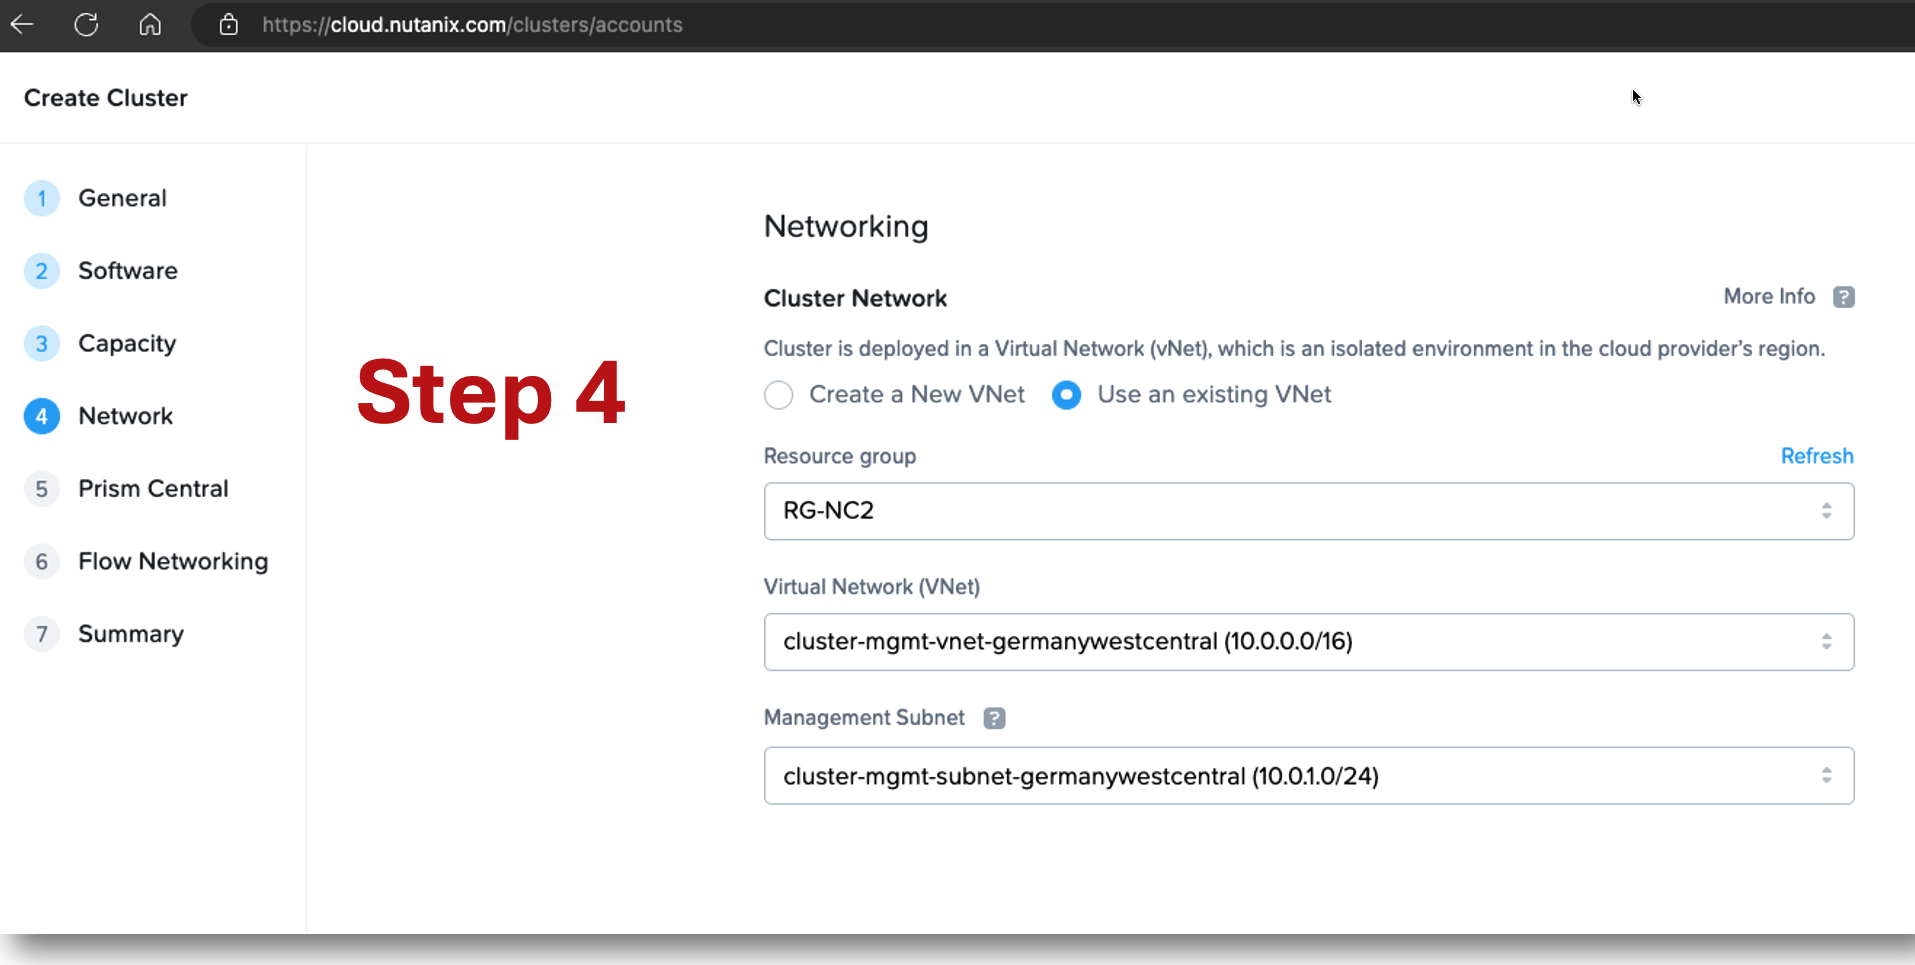 https://cloud.nutanix.com/clusters/accounts
Create Cluster
1 General
2 Software
3 Capacity
4 Network
5 Prism Central
6 Flow Networking
7 Summary
Step 4
Networking
Cluster Network
More Info ?
Cluster is deployed in a Virtual Network (vNet), which is an isolated environment in the cloud provider's region.
Create a New VNet Use an existing VNet
Resource group Refresh
RG-NC2
Virtual Network (VNet)
cluster-mgmt-vnet-germanywestcentral (10.0.0.0/16)
Management Subnet ?
cluster-mgmt-subnet-germanywestcentral (10.0.1.0/24)